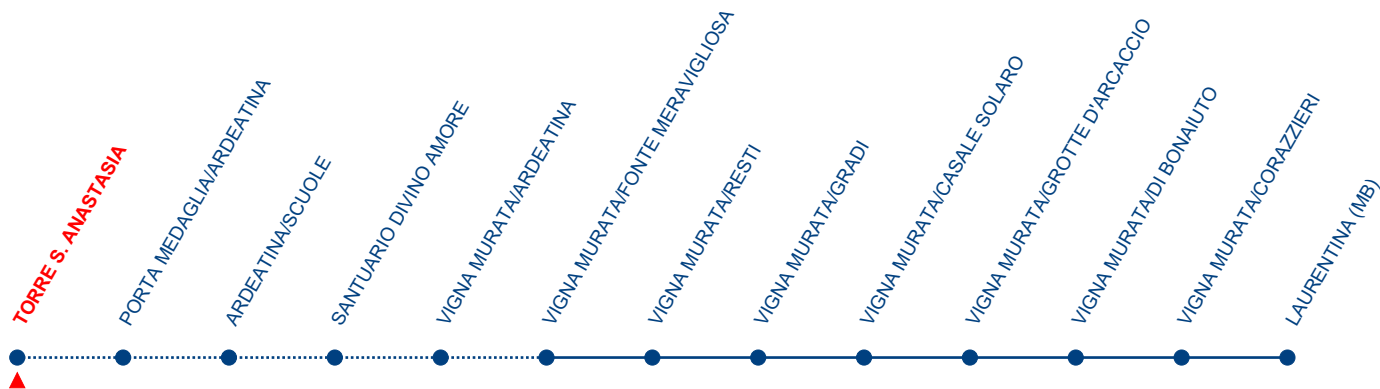 TORRE S. ANASTASIA
PORTA MEDAGLIA/ARDEATINA
ARDEATINA/SCUOLE
SANTUARIO DIVINO AMORE
VIGNA MURATA/ARDEATINA
VIGNA MURATA/FONTE MERAVIGLIOSA
VIGNA MURATA/RESTI
VIGNA MURATA/GRADI
VIGNA MURATA/CASALE SOLARO
VIGNA MURATA/GROTTE D'ARCACCIO
VIGNA MURATA/DI BONAIUTO
VIGNA MURATA/CORAZZIERI
LAURENTINA (MB)